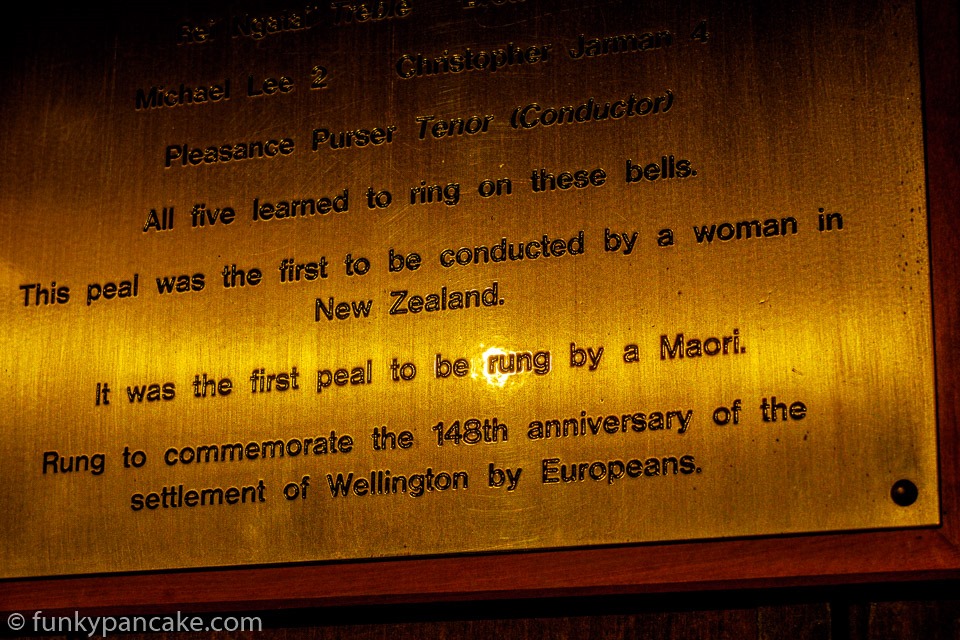 Treble
Michael Lee 2 Christopher Jarman 4
Pleasance Purser Tenor (Conductor)
All five learned to ring on these bells.
This peal was the first to be conducted by a woman in
New Zealand.
It was the first peal to be rung by a Maori.
Rung to commemorate the 148th anniversary of the
settlement of Wellington by Europeans.
© funkypancake.com